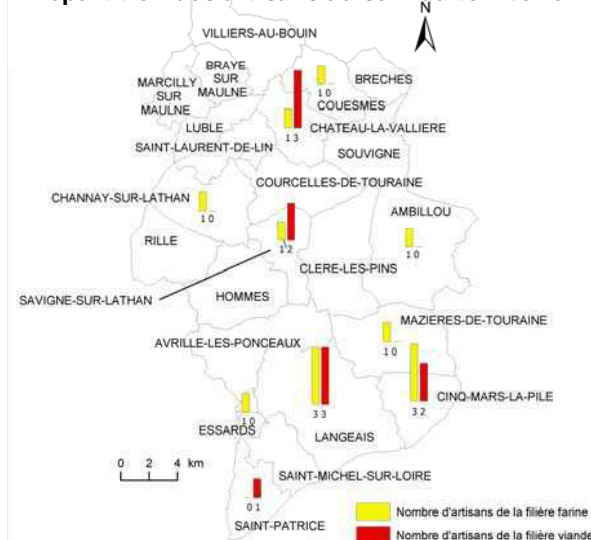 N
VILLIERS-AU-BOUIN
BRAYE
SUR
MAULNE
MARCILLY
SUR
MAULNE
BRECHES
1 0
COUESMES
LUBLE
1 3
CHATEAU-LA-VALLIERE
SAINT-LAURENT-DE-LIN
SOUVIGNE
COURCELLES-DE-TOURAINE
CHANNAY-SUR-LATHAN
1 0
AMBILLOU
RILLE
1 2
1 0
CLERE-LES-PINS
SAVIGNE-SUR-LATHAN
HOMMES
MAZIERES-DE-TOURAINE
AVRILLE-LES-PONCEAUX
1 0
CINQ-MARS-LA-PILE
3 3
3 2
1 0
ESSARDS
LANGEAIS
0 2 4 km
SAINT-MICHEL-SUR-LOIRE
0 1
SAINT-PATRICE
Nombre d'artisans de la filière farine
Nombre d'artisans de la filière viande